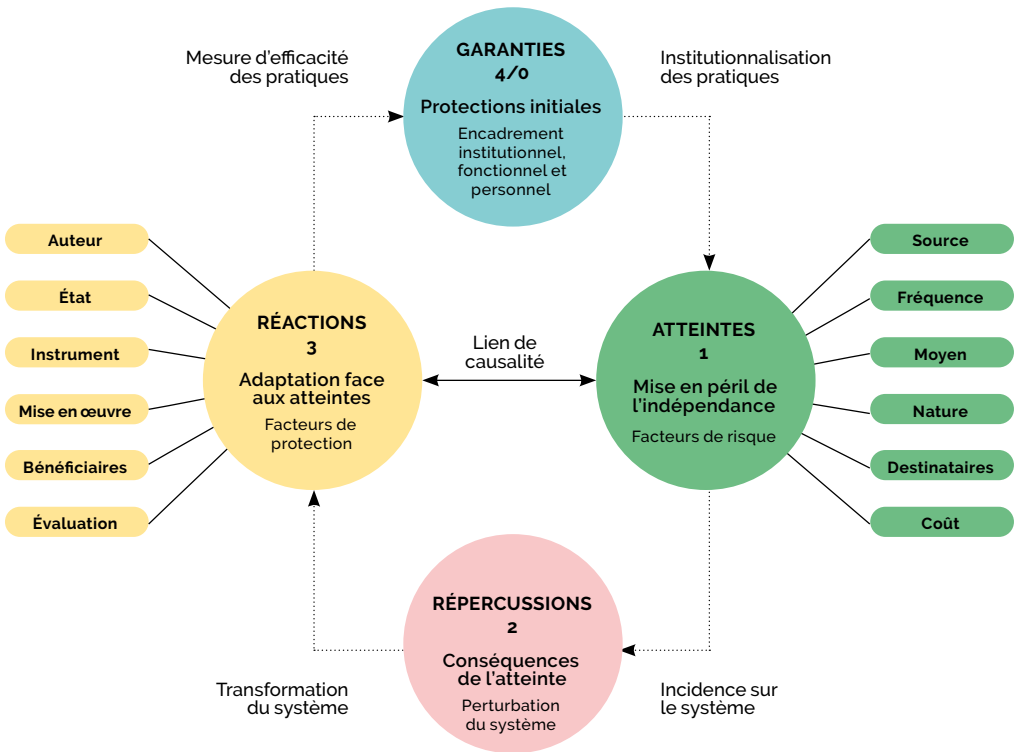 Mesure d’efficacité
des pratiques
GARANTIES
4/0
Protections initiales
Encadrement
institutionnel,
fonctionnel et
personnel
Institutionnalisation
des pratiques
Auteur
État
Instrument
Mise en œuvre
Bénéficiaires
Évaluation
RÉACTIONS
3
Adaptation face
aux atteintes
Facteurs de
protection
Lien de
causalité
ATTEINTES
1
Mise en péril de
l’indépendance
Facteurs de risque
Source
Fréquence
Moyen
Nature
Destinataires
Coût
RÉPERCUSSIONS
2
Conséquences
de l’atteinte
Perturbation
du système
Transformation
du système
Incidence sur
le système